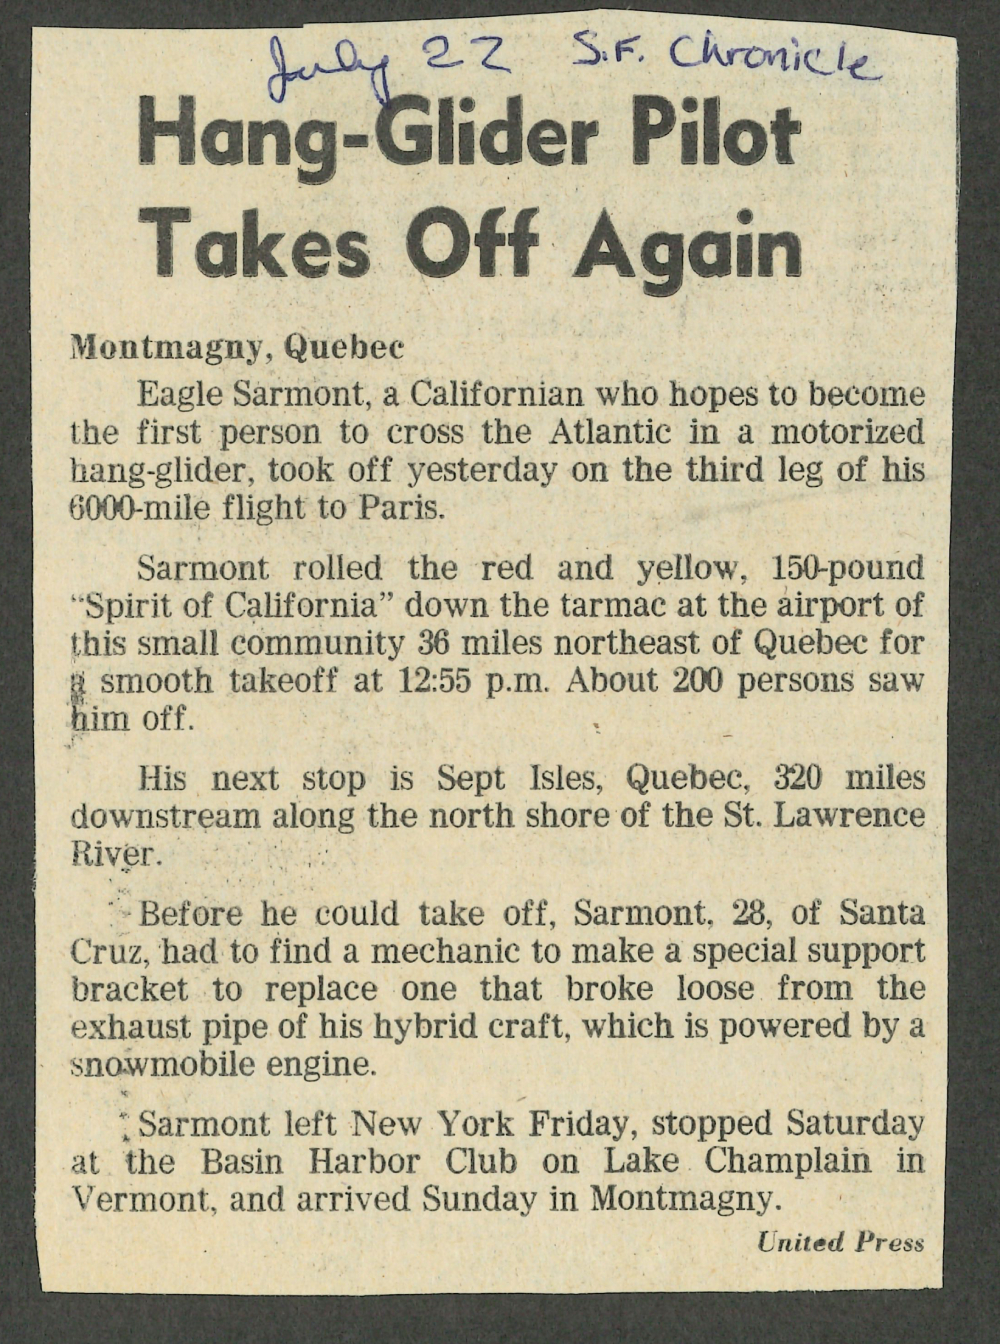 July 22 S.F. Chronicle
Hang-Glider Pilot
Takes Off Again
Montmagny, Quebec
Eagle Sarmont, a Californian who hopes to become
the first person to cross the Atlantic in a motorized
hang-glider, took off yesterday on the third leg of his
6000-mile flight to Paris.
Sarmont rolled the red and yellow, 150-pound
“Spirit of California” down the tarmac at the airport of
this small community 36 miles northeast of Quebec for
a smooth takeoff at 12:55 p.m. About 200 persons saw
him off.
His next stop is Sept Isles, Quebec, 320 miles
downstream along the north shore of the St. Lawrence
River.
Before he could take off, Sarmont, 28, of Santa
Cruz, had to find a mechanic to make a special support
bracket to replace one that broke loose from the
exhaust pipe of his hybrid craft, which is powered by a
snowmobile engine.
Sarmont left New York Friday, stopped Saturday
at the Basin Harbor Club on Lake Champlain in
Vermont, and arrived Sunday in Montmagny.
United Press